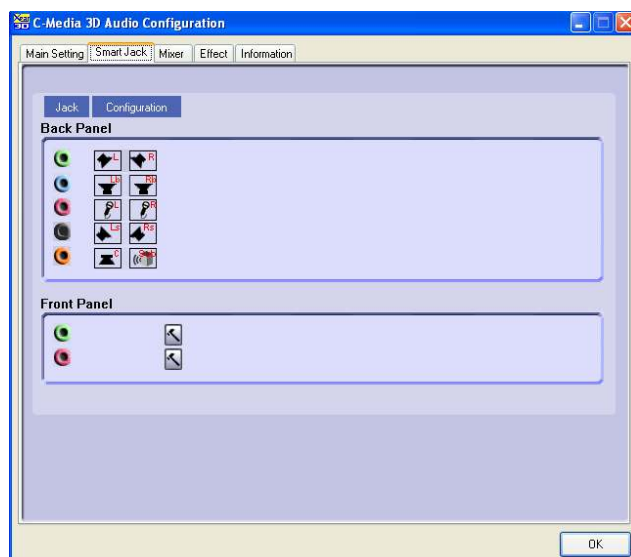 C-Media 3D Audio Configuration
Main Setting Smart Jack Mixer Effect Information
Jack Configuration
Back Panel
L R
Lb Rb
L R
Ls Rs
C Sub
Front Panel
OK